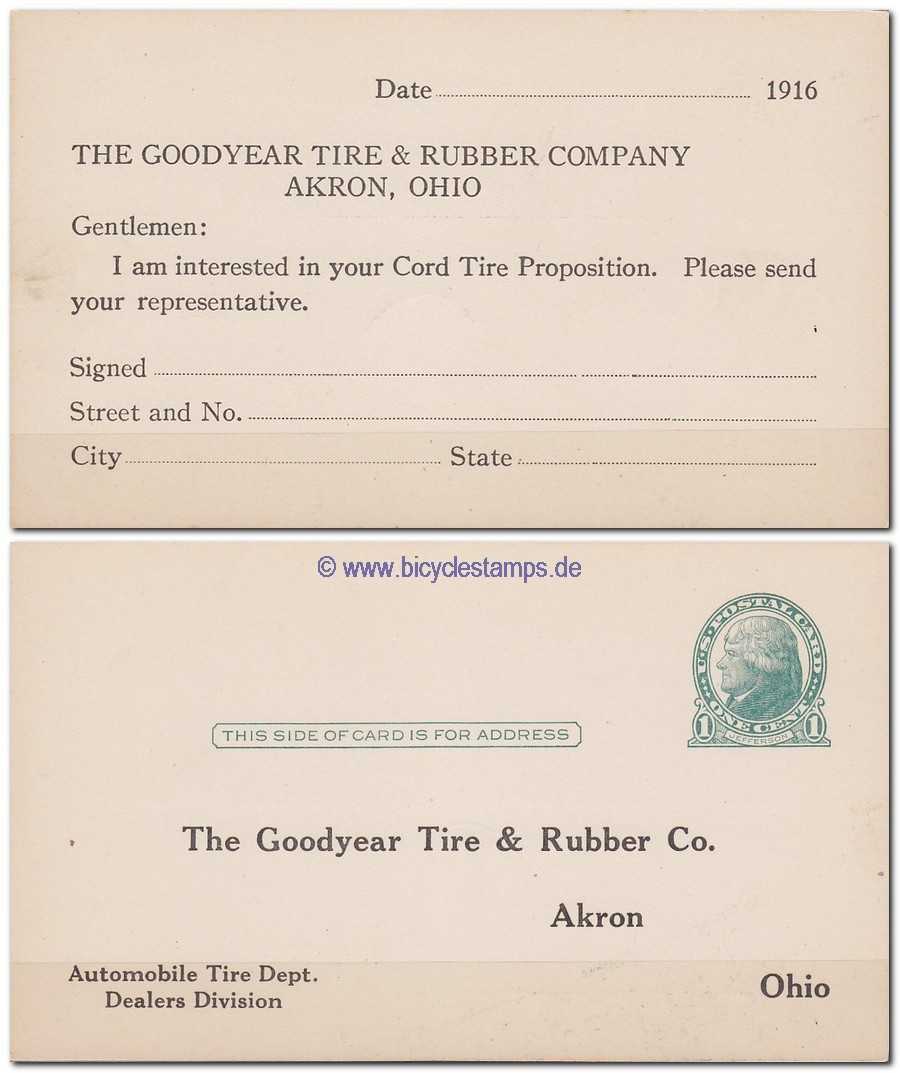 Date 1916
THE GOODYEAR TIRE & RUBBER COMPANY
AKRON, OHIO
Gentlemen:
I am interested in your Cord Tire Proposition. Please send
your representative.
Signed
Street and No.
City State
© www.bicyclestamps.de
U.S. POSTAL CARD
ONE CENT
1 JEFFERSON 1
THIS SIDE OF CARD IS FOR ADDRESS
The Goodyear Tire & Rubber Co.
Akron
Automobile Tire Dept.
Dealers Division
Ohio